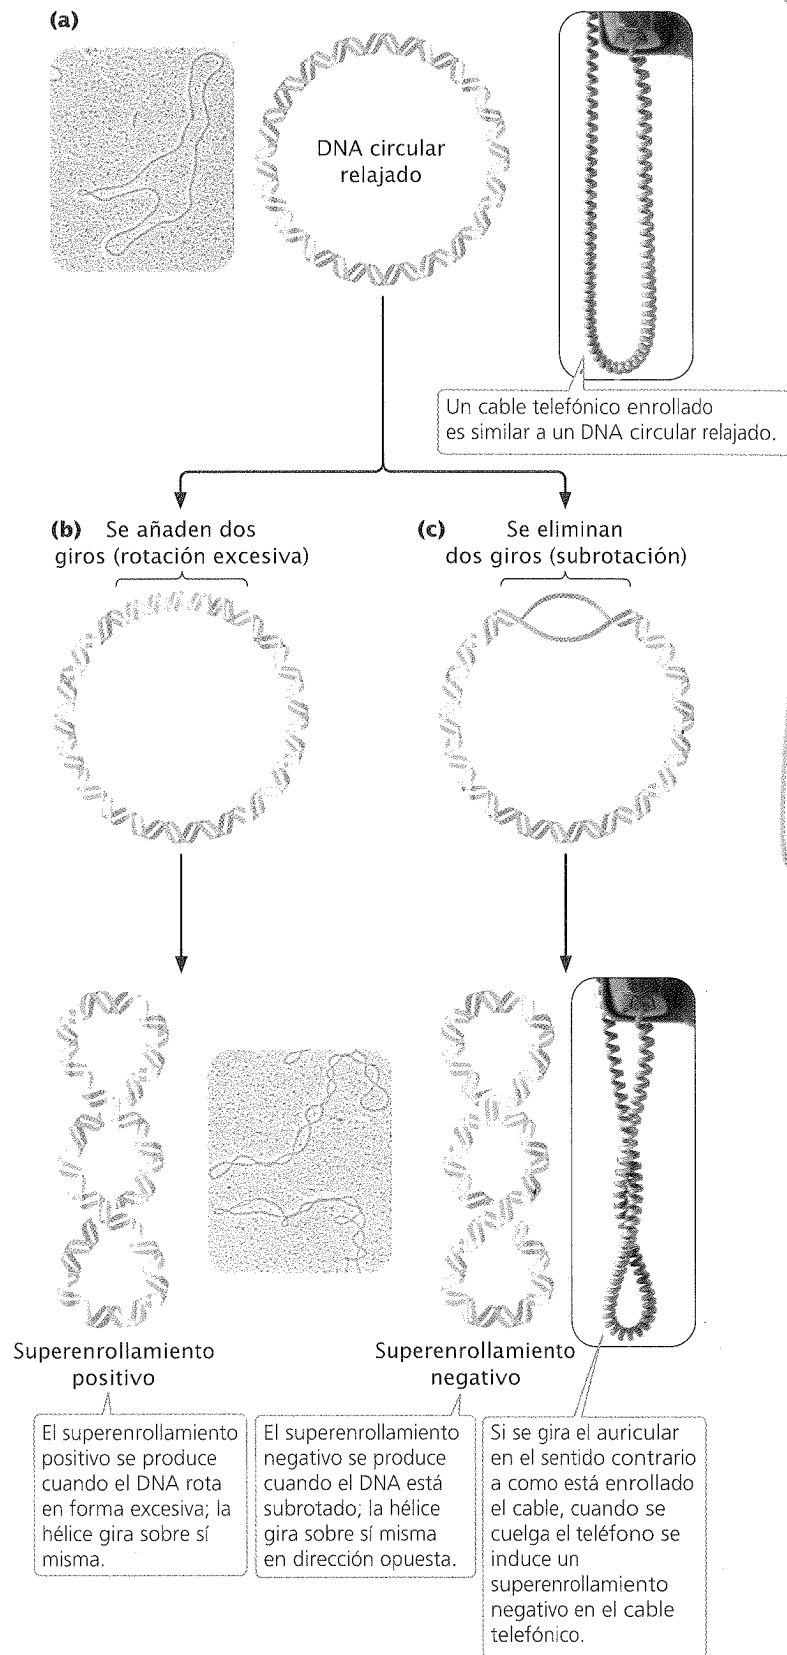 (a)
DNA circular
relajado
Un cable telefónico enrollado
es similar a un DNA circular relajado.
(b) Se añaden dos
giros (rotación excesiva)
(c) Se eliminan
dos giros (subrotación)
Superenrollamiento
positivo
Superenrollamiento
negativo
El superenrollamiento
positivo se produce
cuando el DNA rota
en forma excesiva; la
hélice gira sobre sí
misma.
El superenrollamiento
negativo se produce
cuando el DNA está
subrotado; la hélice
gira sobre sí misma
en dirección opuesta.
Si se gira el auricular
en el sentido contrario
a como está enrollado
el cable, cuando se
cuelga el teléfono se
induce un
superenrollamiento
negativo en el cable
telefónico.